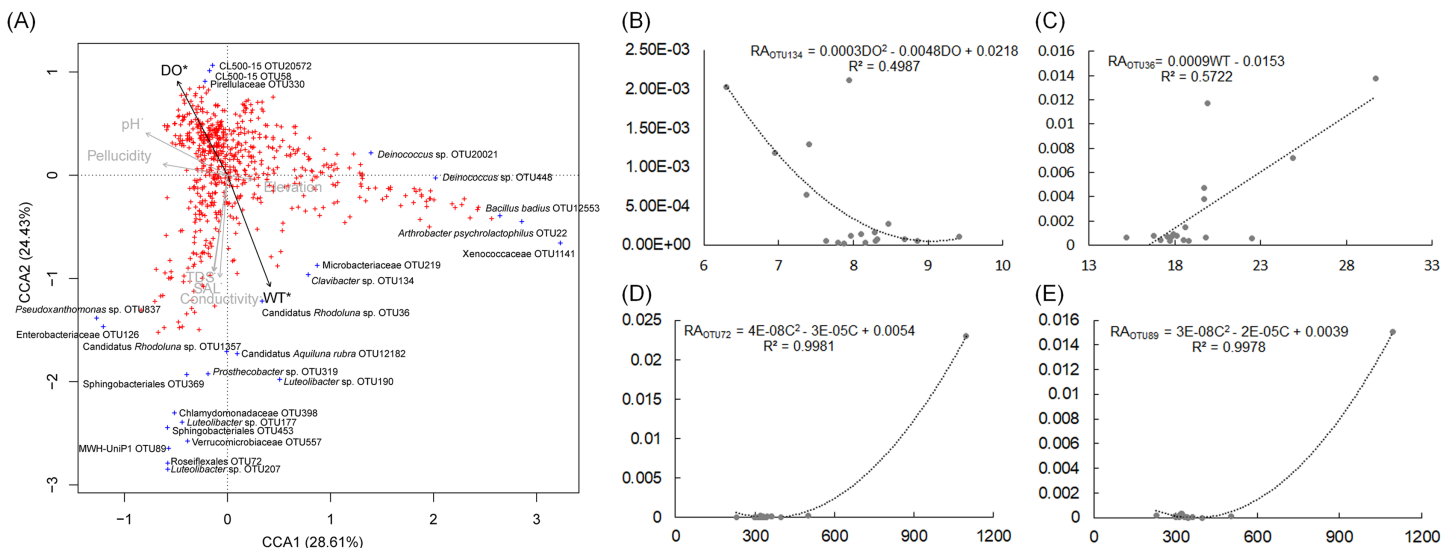 (A)
CL500-15 OTU20572
DO*
CL500-15 OTU58
Pirellulaceae OTU330
pH*
Pellucidity
Deinococcus sp. OTU20021
Deinococcus sp. OTU448
Elevation
Bacillus badius OTU12553
Arthrobacter psychrolactophilus OTU22
Xenococcaceae OTU1141
Microbacteriaceae OTU219
Clavibacter sp. OTU134
TDS
SAL
Conductivity
WT*
Candidatus Rhodoluna OTU36
Pseudoxanthomonas sp. OTU837
Enterobacteriaceae OTU126
Candidatus Rhodoluna OTU1357
Candidatus Aquiluna rubra OTU12182
Prosthecobacter sp. OTU319
Sphingobacteriales OTU369
Luteolibacter sp. OTU190
Chlamydomonadaceae OTU398
Luteolibacter sp. OTU177
Sphingobacteriales OTU453
Verrucomicrobiaceae OTU557
MWH-UniP1 OTU89
Roseiflexales OTU72
Luteolibacter sp. OTU207
1
0
−1
−2
−3
CCA2 (24.43%)
−1 0 1 2 3
CCA1 (28.61%)
(B)
RAOTU134 = 0.0003DO² - 0.0048DO + 0.0218
R² = 0.4987
2.50E-03
2.00E-03
1.50E-03
1.00E-03
5.00E-04
0.00E+00
6 7 8 9 10
(C)
RAOTU36= 0.0009WT - 0.0153
R² = 0.5722
0.016
0.014
0.012
0.01
0.008
0.006
0.004
0.002
0
13 18 23 28 33
(D)
RAOTU72 = 4E-08C² - 3E-05C + 0.0054
R² = 0.9981
0.025
0.02
0.015
0.01
0.005
0
0 300 600 900 1200
(E)
RAOTU89 = 3E-08C² - 2E-05C + 0.0039
R² = 0.9978
0.016
0.014
0.012
0.01
0.008
0.006
0.004
0.002
0
0 300 600 900 1200